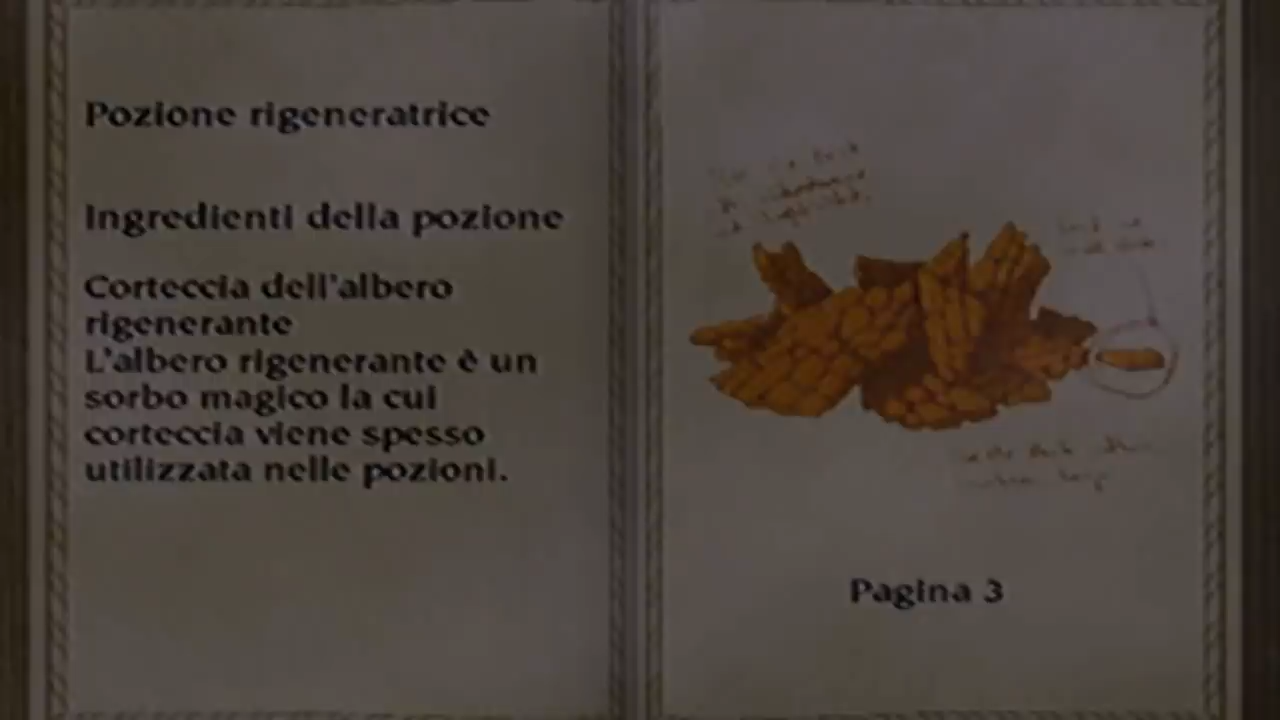 Pozione rigeneratrice
Ingredienti della pozione
Corteccia dell'albero
rigenerante
L'albero rigenerante è un
sorbo magico la cui
corteccia viene spesso
utilizzata nelle pozioni.
Pagina 3